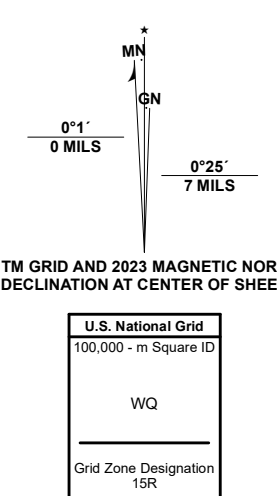 MN
GN
0°1´
0 MILS
0°25´
7 MILS
TM GRID AND 2023 MAGNETIC NOR
DECLINATION AT CENTER OF SHEE
U.S. National Grid
100,000 - m Square ID
WQ
Grid Zone Designation
15R